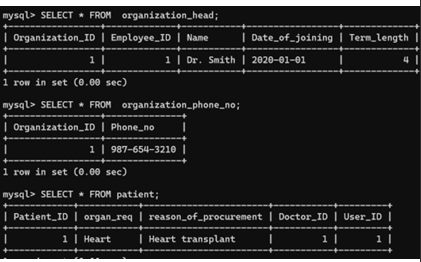 mysql> SELECT * FROM  organization_head;
+-----------------+-------------+-----------+-----------------+-------------+
| Organization_ID | Employee_ID | Name      | Date_of_joining | Term_length |
+-----------------+-------------+-----------+-----------------+-------------+
|               1 |           1 | Dr. Smith | 2020-01-01      |           4 |
+-----------------+-------------+-----------+-----------------+-------------+
1 row in set (0.00 sec)
mysql> SELECT * FROM  organization_phone_no;
+-----------------+--------------+
| Organization_ID | Phone_no     |
+-----------------+--------------+
|               1 | 987-654-3210 |
+-----------------+--------------+
1 row in set (0.00 sec)
mysql> SELECT * FROM patient;
+------------+-----------+-----------------------+-----------+---------+
| Patient_ID | organ_req | reason_of_procurement | Doctor_ID | User_ID |
+------------+-----------+-----------------------+-----------+---------+
|          1 | Heart     | Heart transplant      |         1 |       1 |
+------------+-----------+-----------------------+-----------+---------+